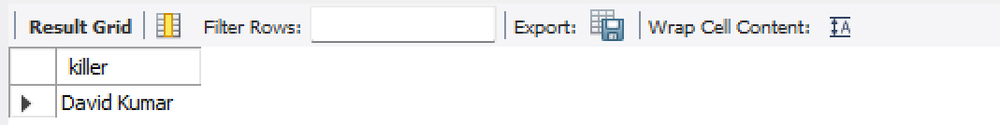 Result Grid Filter Rows: Export: Wrap Cell Content: A
killer
David Kumar